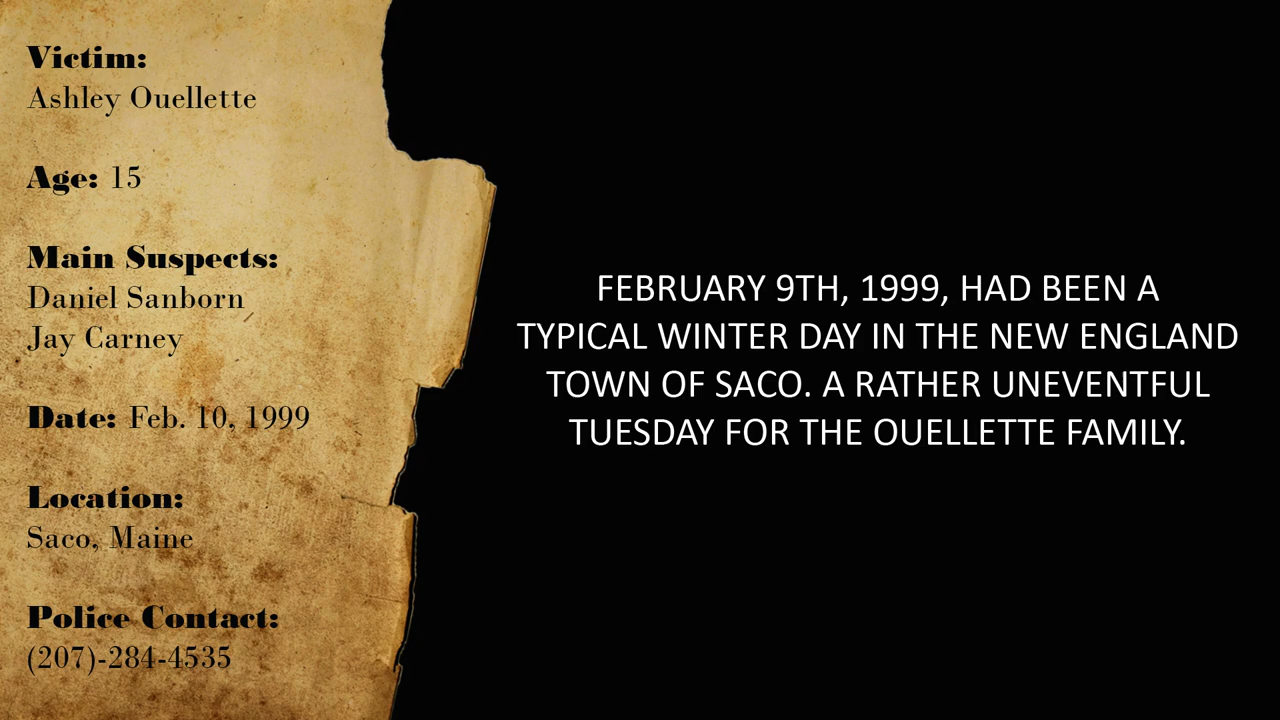 Victim:
Ashley Ouellette
Age: 15
Main Suspects:
Daniel Sanborn
Jay Carney
Date: Feb. 10, 1999
Location:
Saco, Maine
Police Contact:
(207)-284-4535
FEBRUARY 9TH, 1999, HAD BEEN A
TYPICAL WINTER DAY IN THE NEW ENGLAND
TOWN OF SACO. A RATHER UNEVENTFUL
TUESDAY FOR THE OUELLETTE FAMILY.